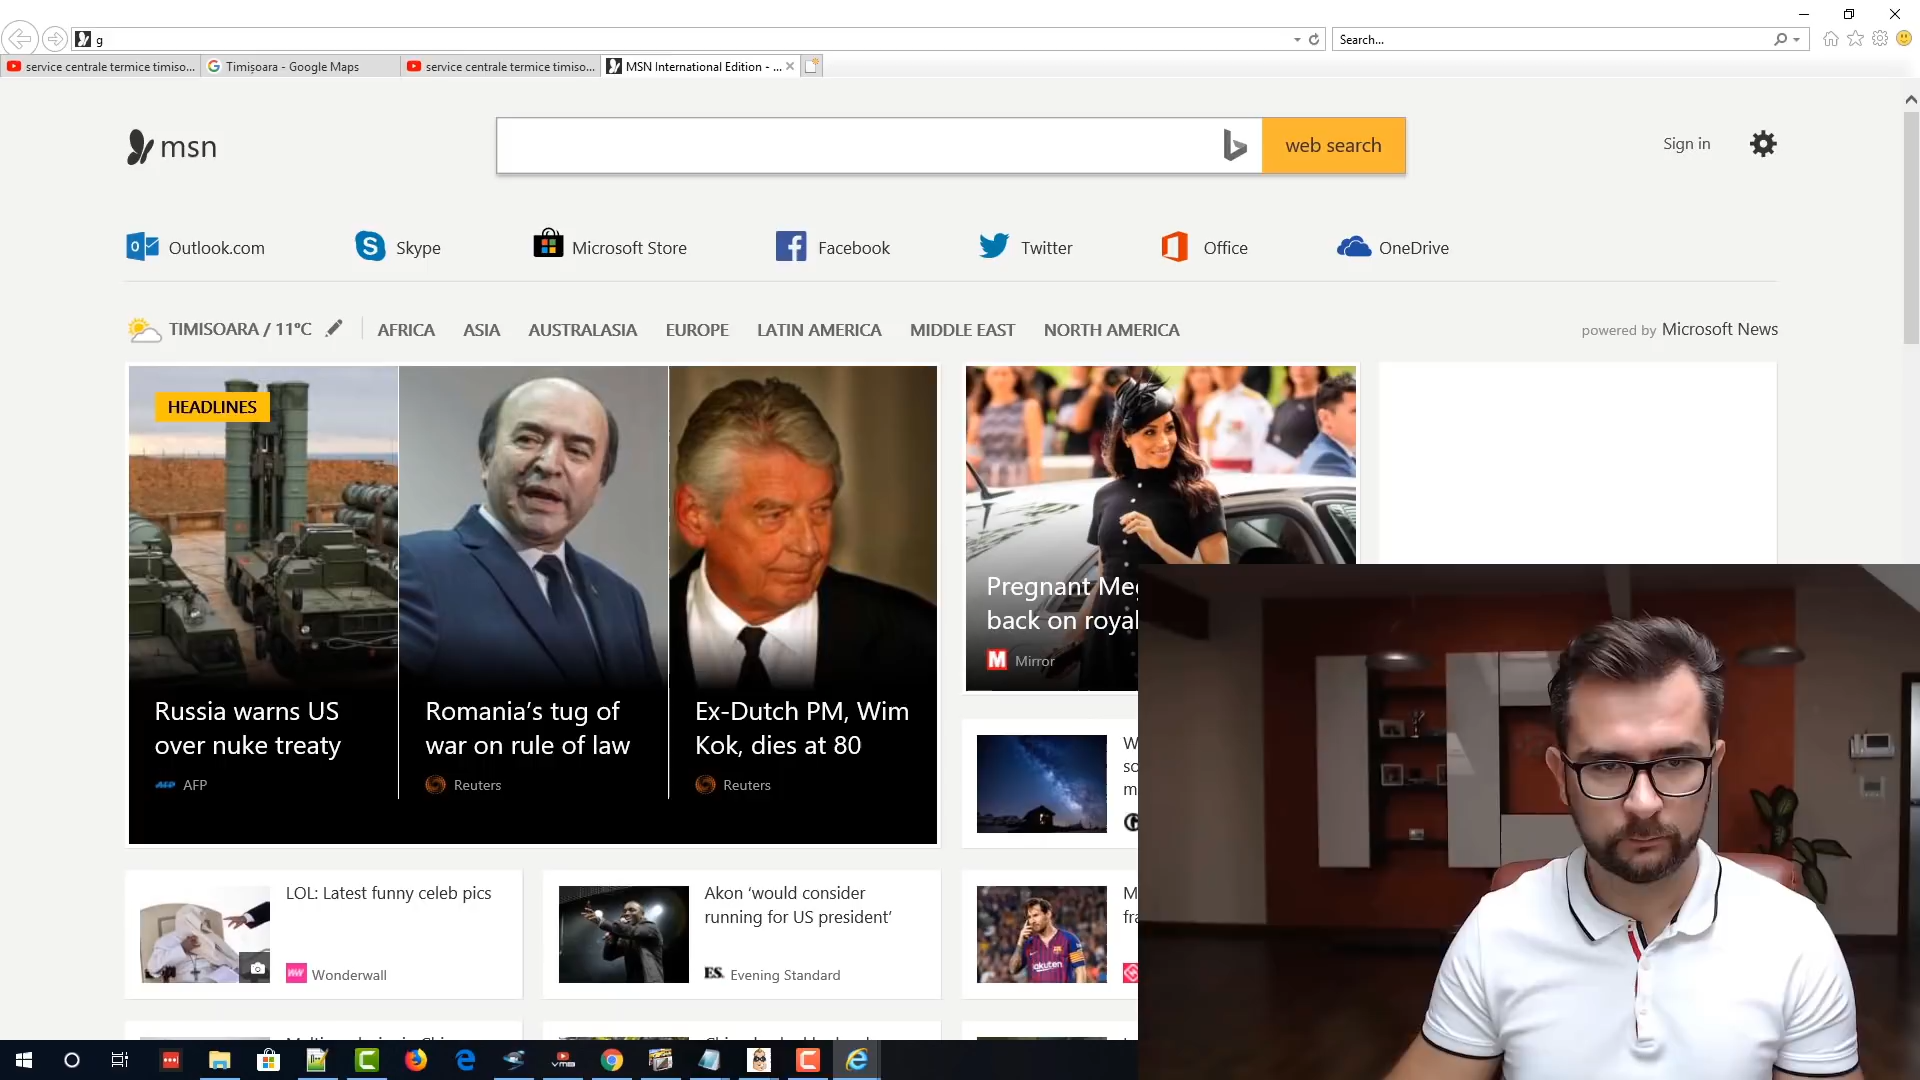 g
Search...
service centrale termice timiso...
Timișoara - Google Maps
service centrale termice timiso...
MSN International Edition - ...
msn
web search
Sign in
Outlook.com
Skype
Microsoft Store
Facebook
Twitter
Office
OneDrive
TIMISOARA / 11°C
AFRICA
ASIA
AUSTRALASIA
EUROPE
LATIN AMERICA
MIDDLE EAST
NORTH AMERICA
powered by Microsoft News
HEADLINES
Russia warns US
over nuke treaty
AFP
Romania’s tug of
war on rule of law
Reuters
Ex-Dutch PM, Wim
Kok, dies at 80
Reuters
Pregnant Me
back on royal
M Mirror
W
so
m
LOL: Latest funny celeb pics
Wonderwall
Akon ‘would consider
running for US president’
ES. Evening Standard
M
fra